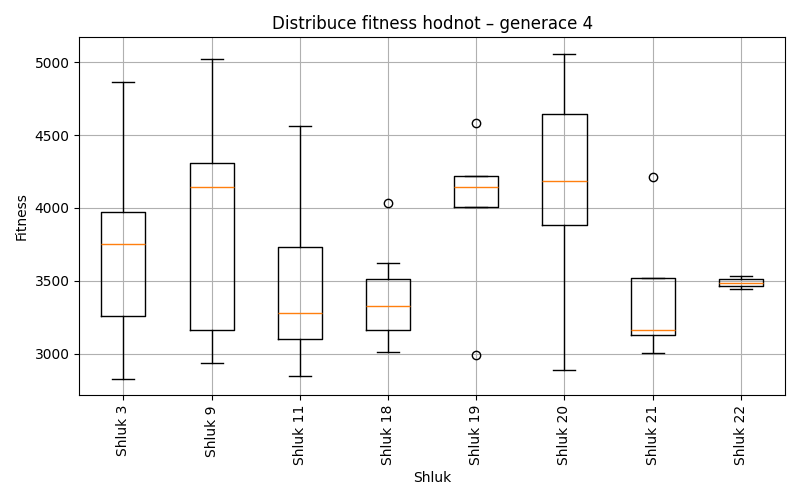 Distribuce fitness hodnot – generace 4
Fitness
5000
4500
4000
3500
3000
Shluk 3
Shluk 9
Shluk 11
Shluk 18
Shluk 19
Shluk 20
Shluk 21
Shluk 22
Shluk